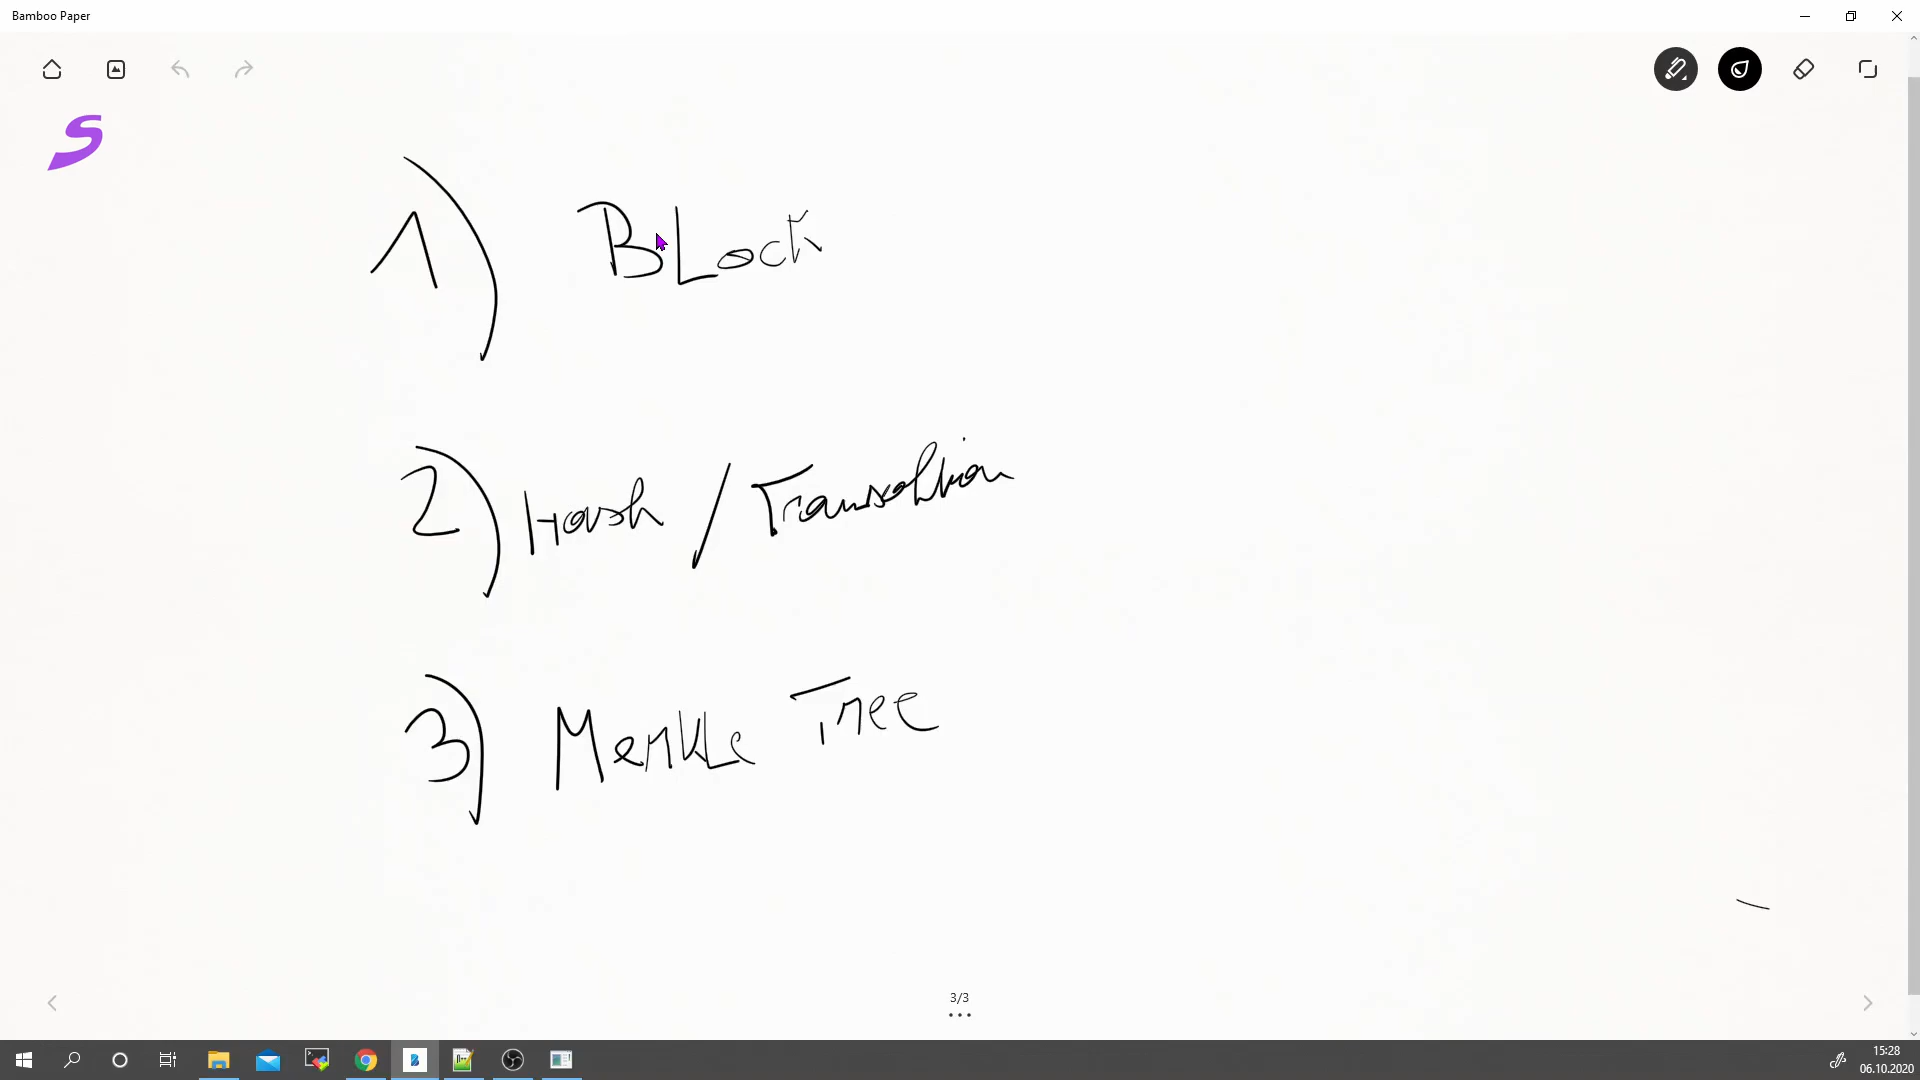 Bamboo Paper
1) BLock
2) Hash / Transaktion
3) Merkle Tree
3/3
15:28
06.10.2020